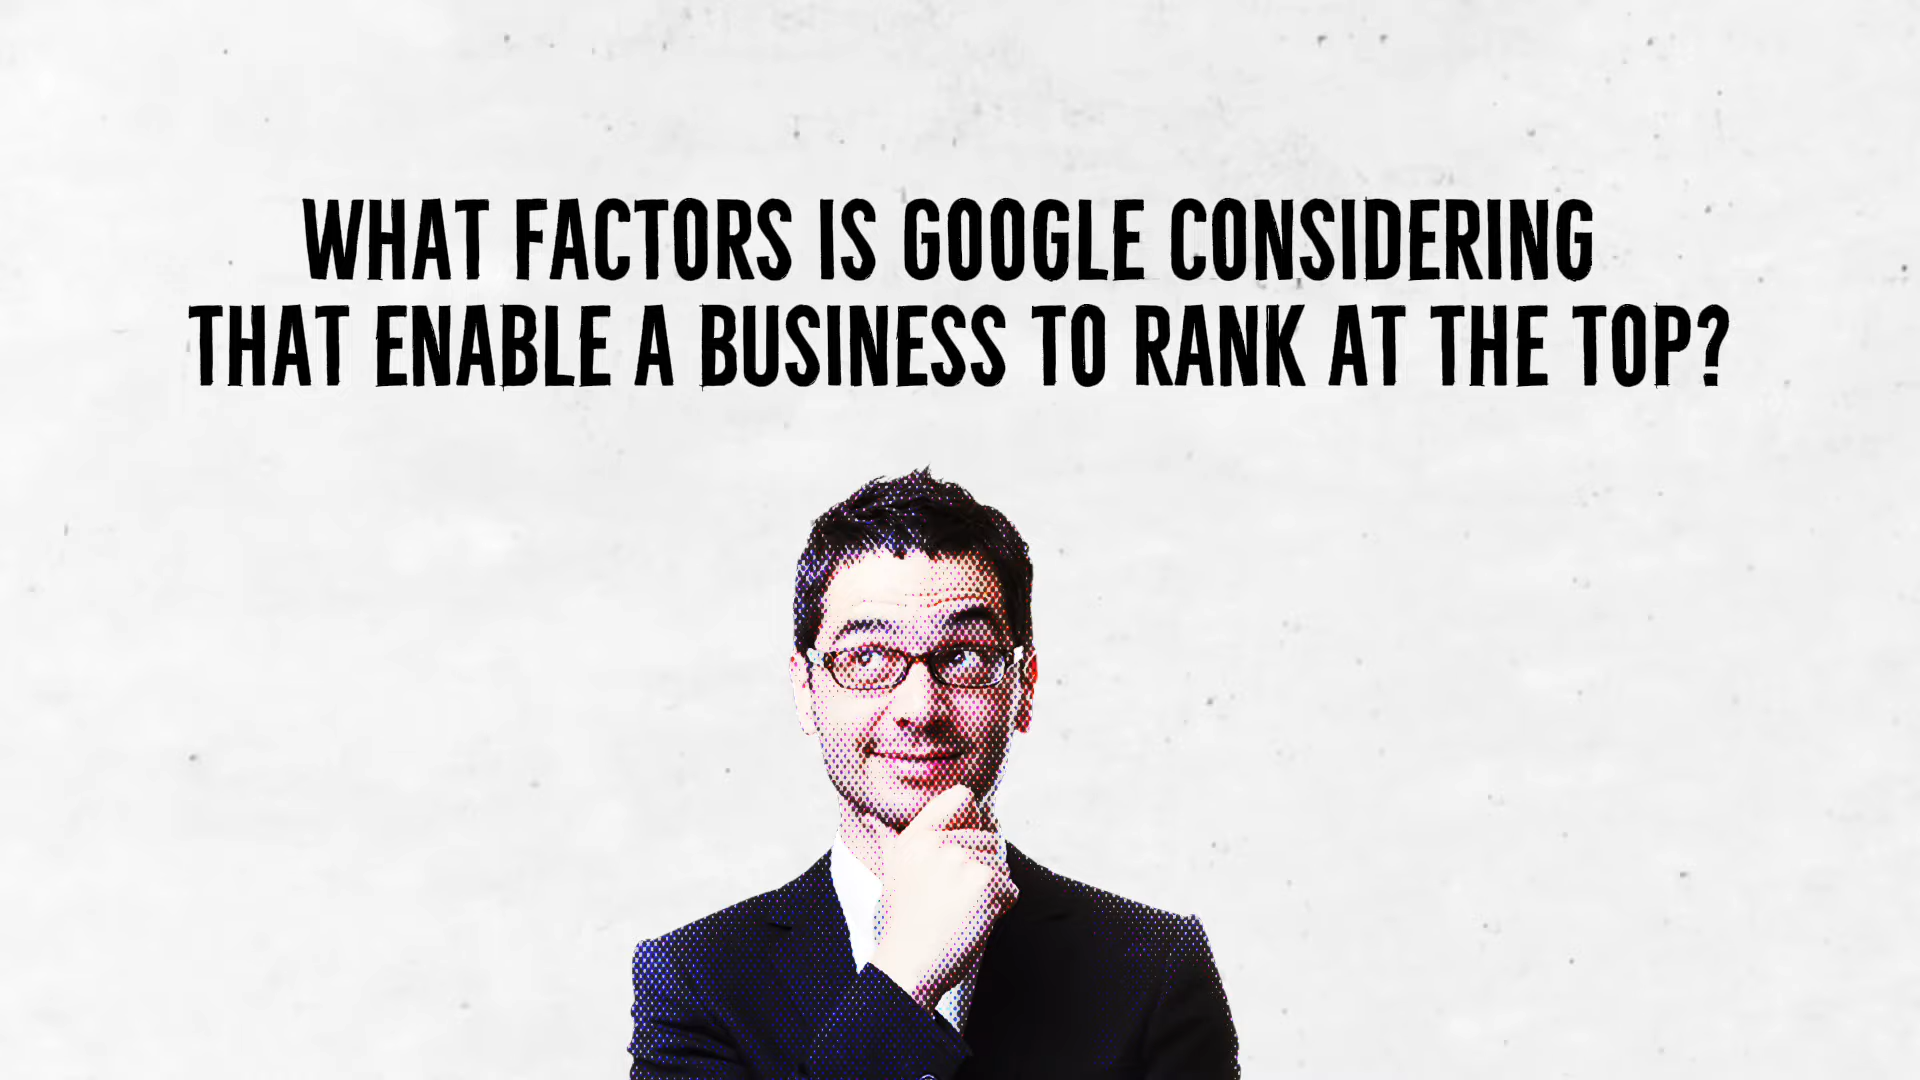 WHAT FACTORS IS GOOGLE CONSIDERING
THAT ENABLE A BUSINESS TO RANK AT THE TOP?